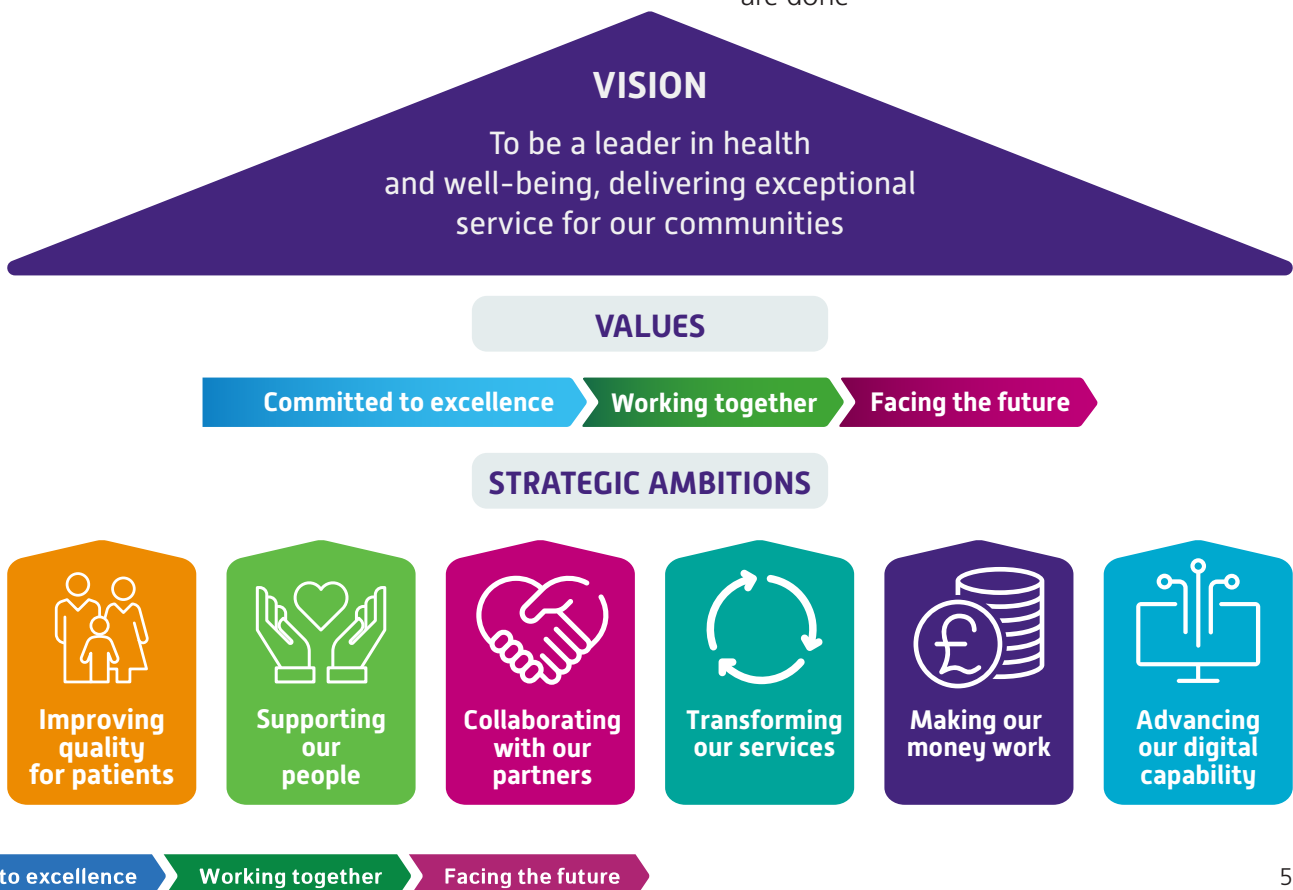 are done
VISION
To be a leader in health
and well-being, delivering exceptional
service for our communities
VALUES
Committed to excellence
Working together
Facing the future
STRATEGIC AMBITIONS
Improving
quality
for patients
Supporting
our
people
Collaborating
with our
partners
Transforming
our services
£
Making our
money work
Advancing
our digital
capability
to excellence
Working together
Facing the future
5